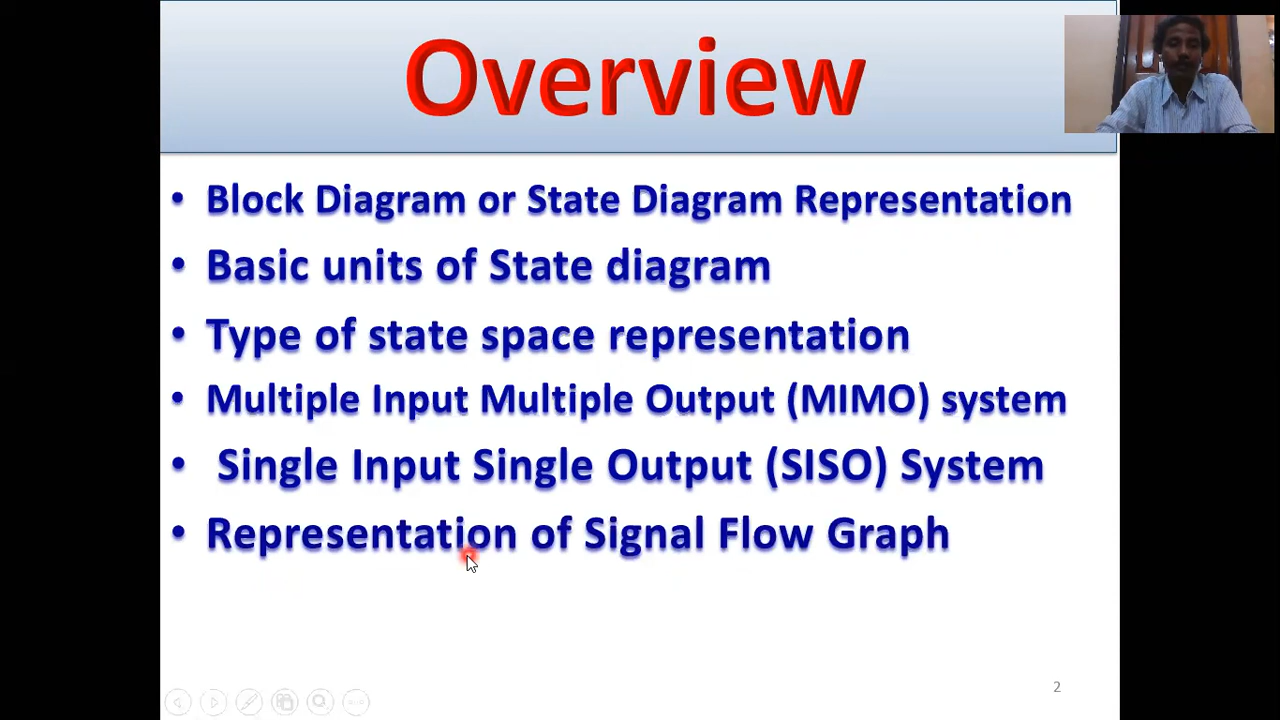 Overview
• Block Diagram or State Diagram Representation
• Basic units of State diagram
• Type of state space representation
• Multiple Input Multiple Output (MIMO) system
• Single Input Single Output (SISO) System
• Representation of Signal Flow Graph
2